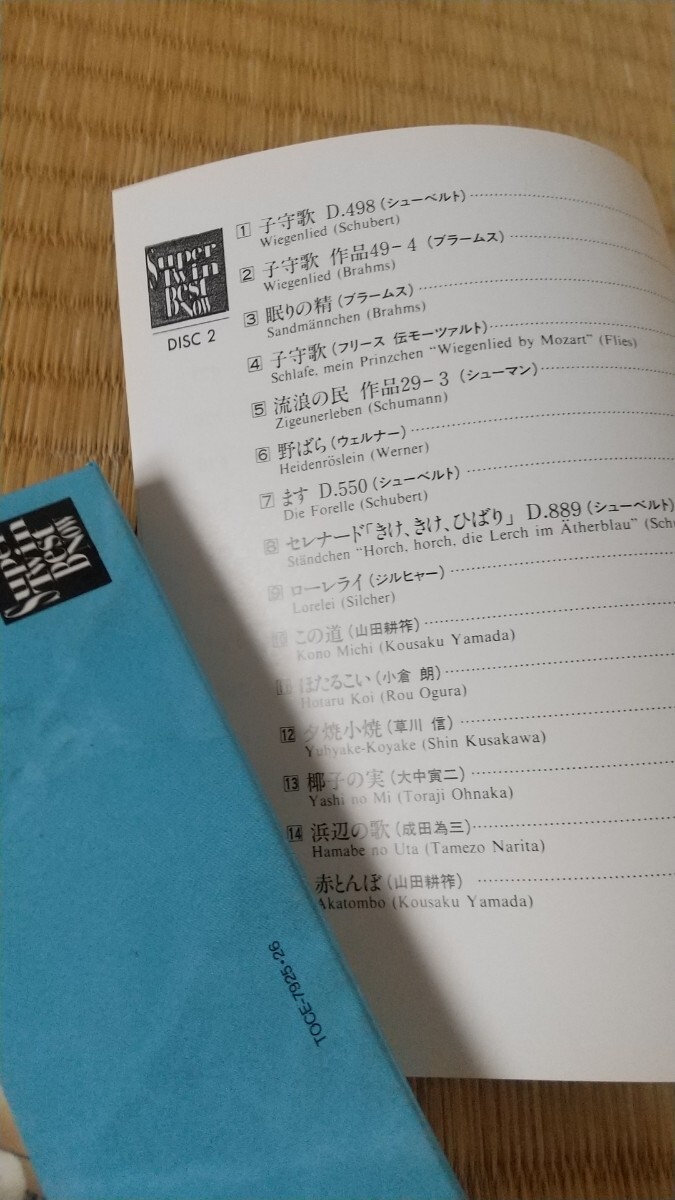 Super
Twin
Best
NOW
DISC 2
1 子守歌 D.498 (シューベルト)
Wiegenlied (Schubert)
2 子守歌 作品49-4 (ブラームス)
Wiegenlied (Brahms)
3 眠りの精 (ブラームス)
Sandmännchen (Brahms)
4 子守歌 (フリース 伝モーツァルト)
Schlafe, mein Prinzchen “Wiegenlied by Mozart” (Flies)
5 流浪の民 作品29-3 (シューマン)
Zigeunerleben (Schumann)
6 野ばら (ウェルナー)
Heidenröslein (Werner)
7 ます D.550 (シューベルト)
Die Forelle (Schubert)
8 セレナード「きけ、きけ、ひばり」 D.889 (シューベルト)
Ständchen “Horch, horch, die Lerch im Ätherblau”
9 ローレライ (ジルヒャー)
Lorelei (Silcher)
10 この道 (山田耕筰)
Kono Michi (Kousaku Yamada)
11 ほたるこい (小倉 朗)
Hotaru Koi (Rou Ogura)
12 夕焼小焼 (草川 信)
Yuhyake-Koyake (Shin Kusakawa)
13 椰子の実 (大中寅二)
Yashi no Mi (Toraji Ohnaka)
14 浜辺の歌 (成田為三)
Hamabe no Uta (Tamezo Narita)
赤とんぼ (山田耕筰)
Akatombo (Kousaku Yamada)
Super
Twin
Best
NOW
TOCE-7925・26